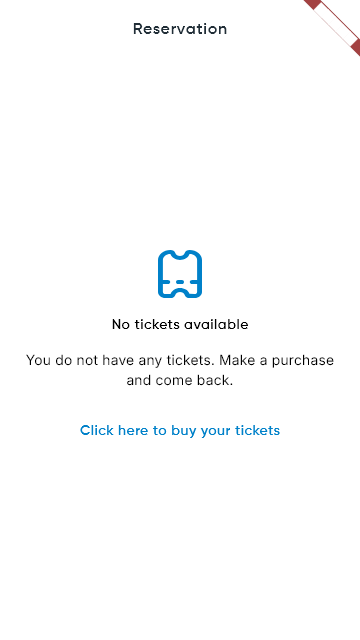 Reservation
No tickets available
You do not have any tickets. Make a purchase
and come back.
Click here to buy your tickets